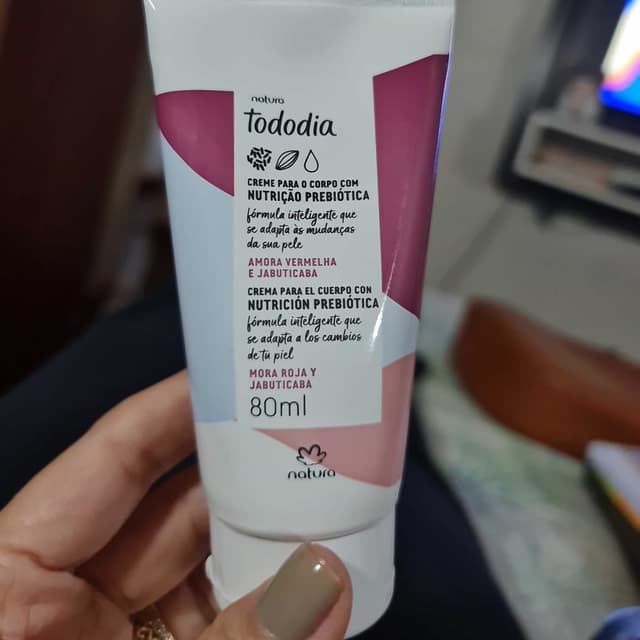 natura
Tododia
CREME PARA O CORPO COM
NUTRIÇÃO PREBIÓTICA
fórmula inteligente que
se adapta às mudanças
da sua pele
AMORA VERMELHA
E JABUTICABA
CREMA PARA EL CUERPO CON
NUTRICIÓN PREBIÓTICA
fórmula inteligente que
se adapta a los cambios
de tu piel
MORA ROJA Y
JABUTICABA
80ml
natura